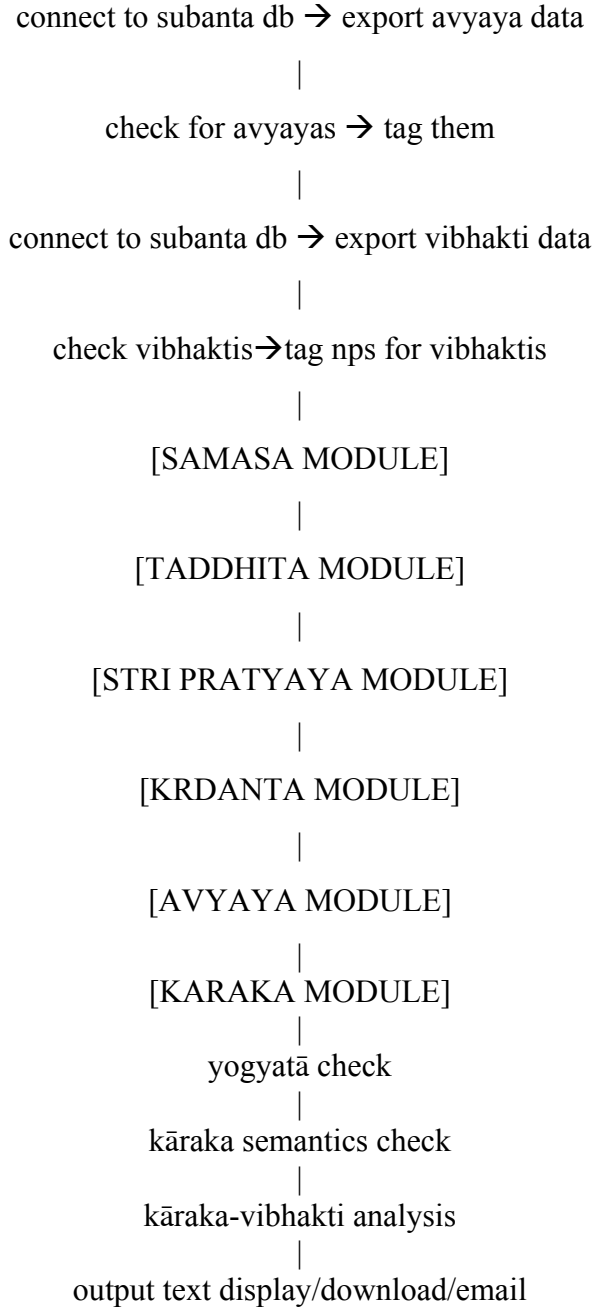 connect to subanta db → export avyaya data
|
check for avyayas → tag them
|
connect to subanta db → export vibhakti data
|
check vibhaktis→tag nps for vibhaktis
|
[SAMASA MODULE]
|
[TADDHITA MODULE]
|
[STRI PRATYAYA MODULE]
|
[KRDANTA MODULE]
|
[AVYAYA MODULE]
|
[KARAKA MODULE]
|
yogyatā check
|
kāraka semantics check
|
kāraka-vibhakti analysis
|
output text display/download/email